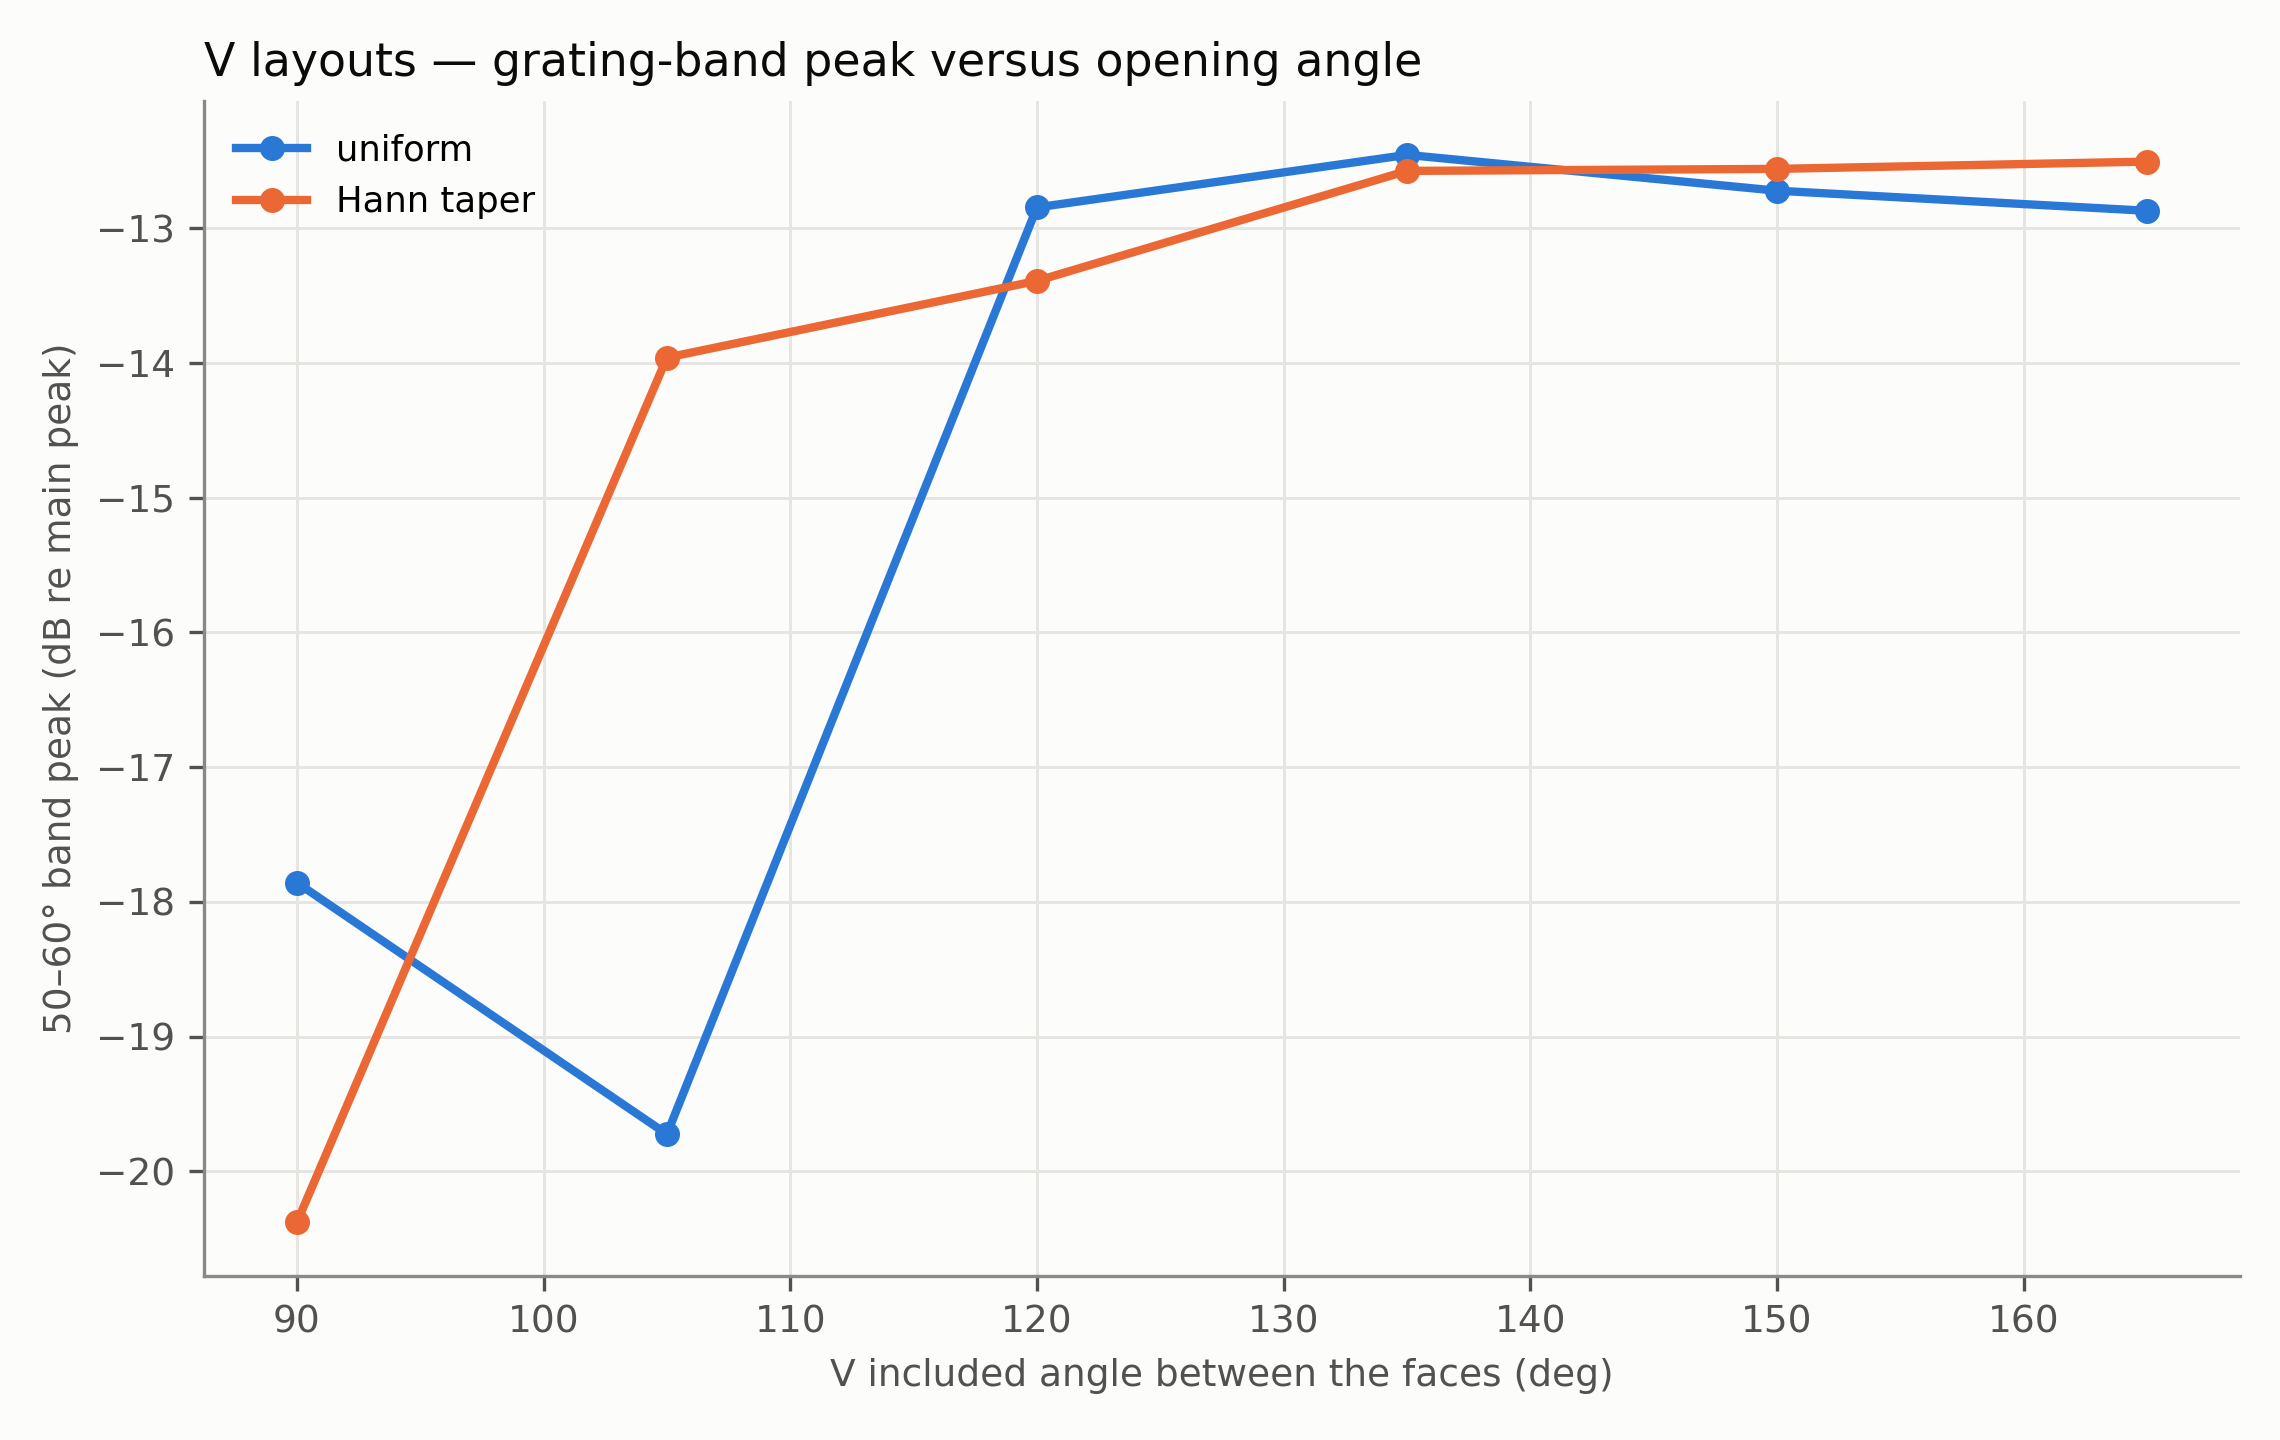 V layouts — grating-band peak versus opening angle
uniform
Hann taper
−13
−14
−15
−16
−17
−18
−19
−20
50–60° band peak (dB re main peak)
90 100 110 120 130 140 150 160
V included angle between the faces (deg)